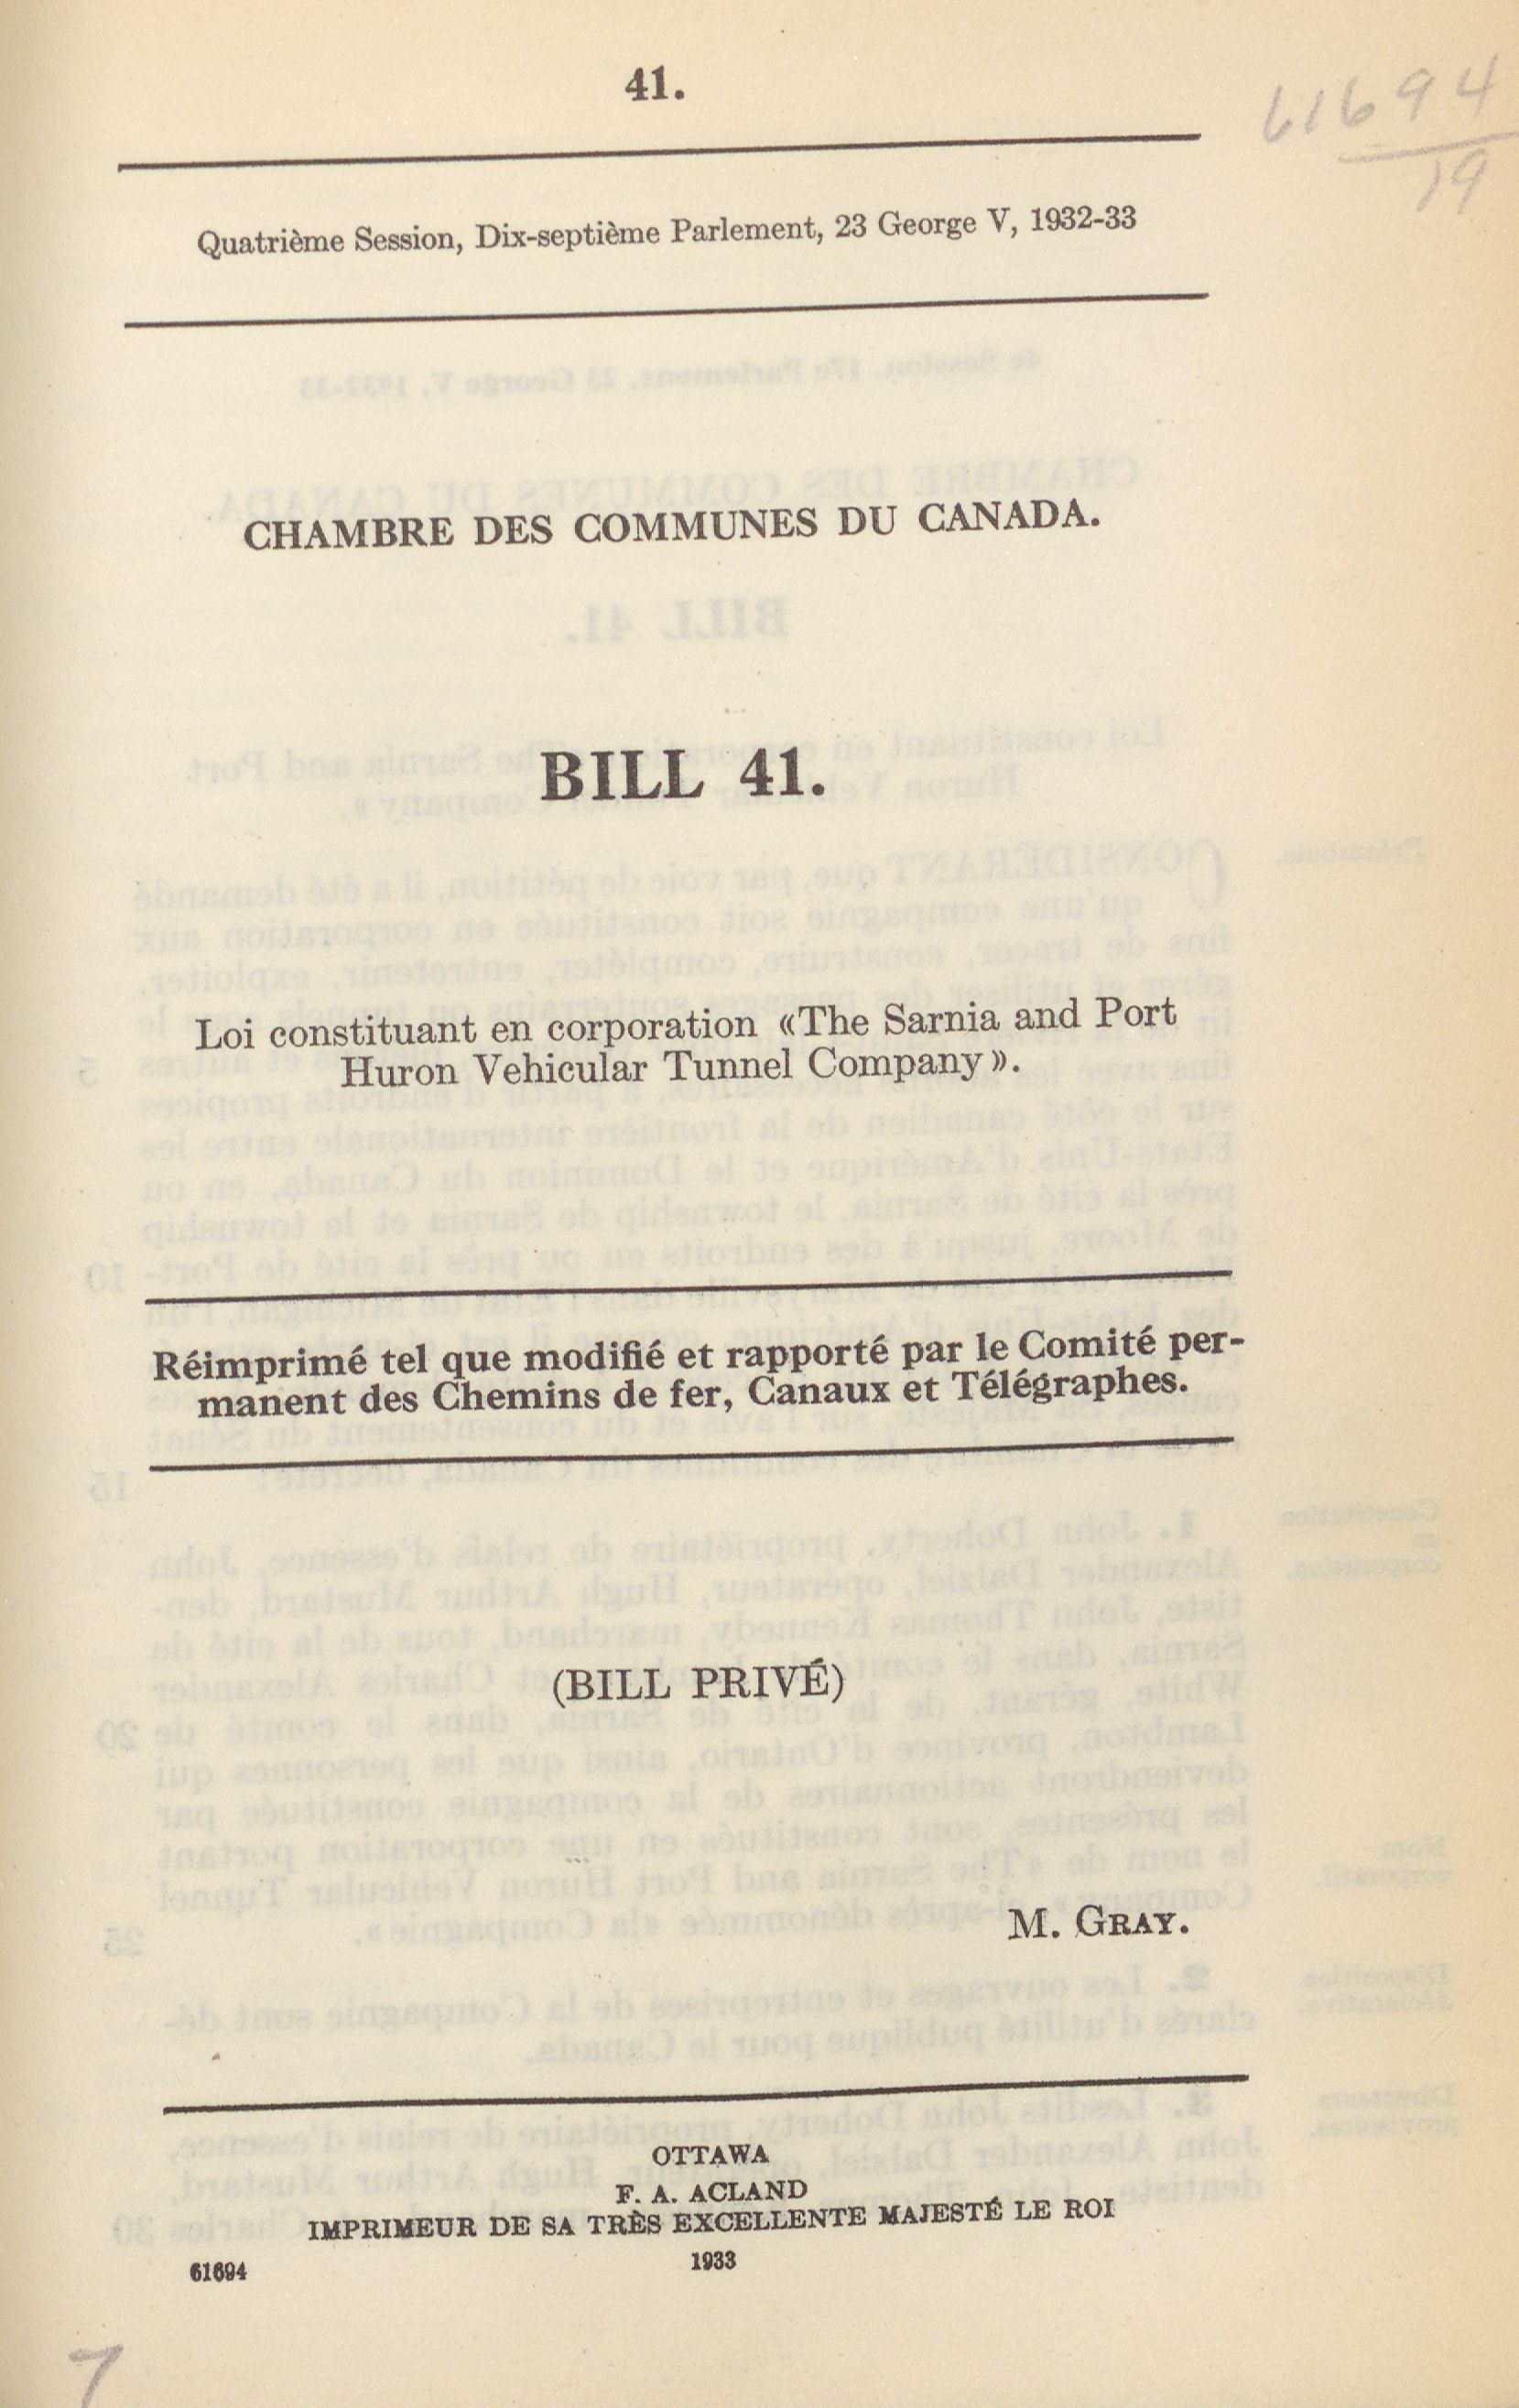 41.
61694
19
Quatrième Session, Dix-septième Parlement, 23 George V, 1932-33
CHAMBRE DES COMMUNES DU CANADA.
BILL 41.
Loi constituant en corporation «The Sarnia and Port
Huron Vehicular Tunnel Company».
Réimprimé tel que modifié et rapporté par le Comité per-
manent des Chemins de fer, Canaux et Télégraphes.
(BILL PRIVÉ)
M. GRAY.
OTTAWA
F. A. ACLAND
IMPRIMEUR DE SA TRÈS EXCELLENTE MAJESTÉ LE ROI
1933
61694
7